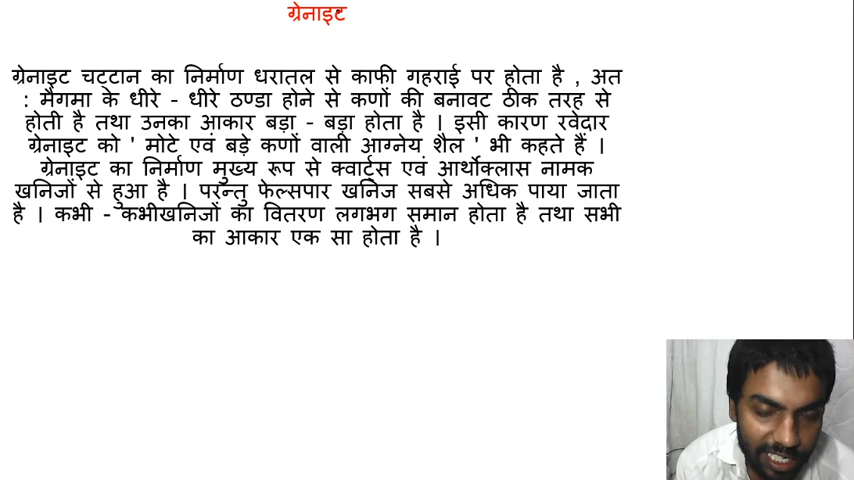 ग्रेनाइट
ग्रेनाइट चटटान का निर्माण धरातल से काफी गहराई पर होता है , अत
: मैगमा के धीरे - धीरे ठण्डा होने से कणों की बनावट ठीक तरह से
होती है तथा उनका आकार बड़ा - बड़ा होता है । इसी कारण रवेदार
ग्रेनाइट को ' मोटे एवं बड़े कणों वाली आग्नेय शैल ' भी कहते हैं ।
ग्रेनाइट का निर्माण मुख्य रूप से क्वार्ट्स एवं आर्थोक्लास नामक
खनिजों से हुआ है । परन्तु फेल्सपार खनिज सबसे अधिक पाया जाता
है । कभी - कभीखनिजों का वितरण लगभग समान होता है तथा सभी
का आकार एक सा होता है ।